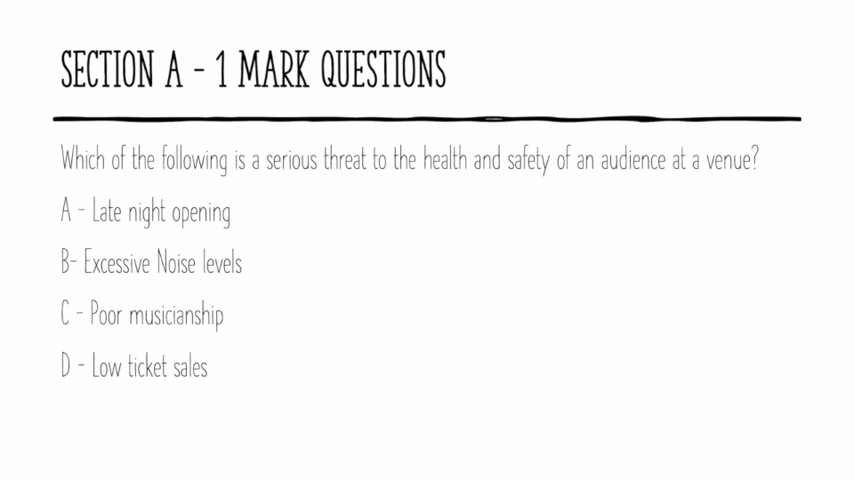 SECTION A - 1 MARK QUESTIONS
Which of the following is a serious threat to the health and safety of an audience at a venue?
A - Late night opening
B- Excessive Noise levels
C - Poor musicianship
D - Low ticket sales